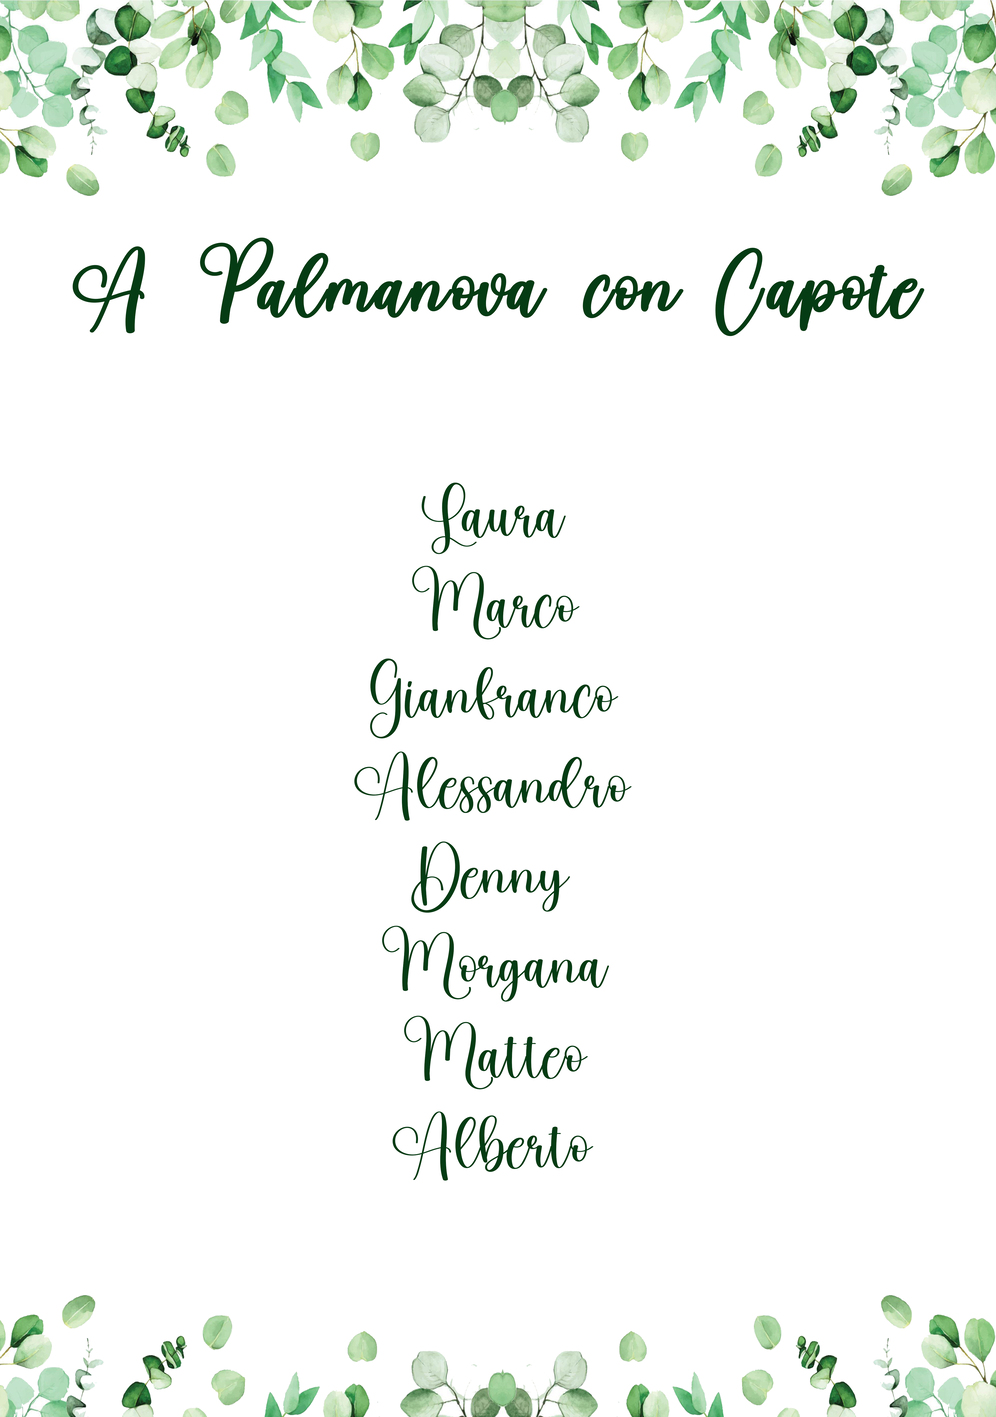 A Palmanova con Capote
Laura
Marco
Gianfranco
Alessandro
Denny
Morgana
Matteo
Alberto